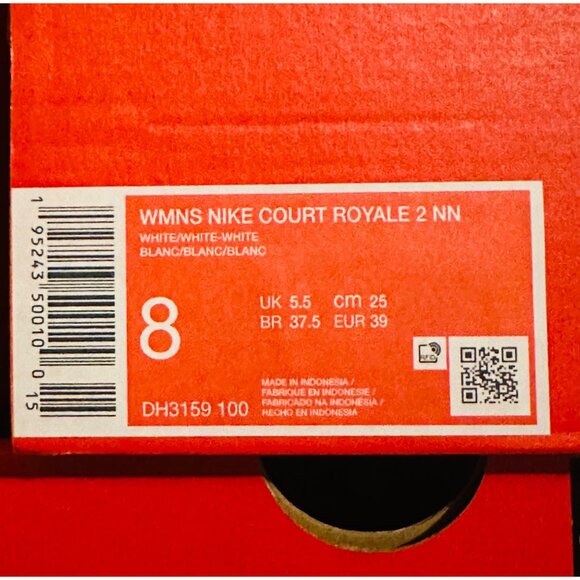 WMNS NIKE COURT ROYALE 2 NN
WHITE/WHITE-WHITE
BLANC/BLANC/BLANC
8
UK 5.5 cm 25
BR 37.5 EUR 39
RFID
DH3159 100
MADE IN INDONESIA /
FABRIQUE EN INDONESIE /
FABRICADO NA INDONÉSIA /
HECHO EN INDONESIA
1 95243 50010 0 15